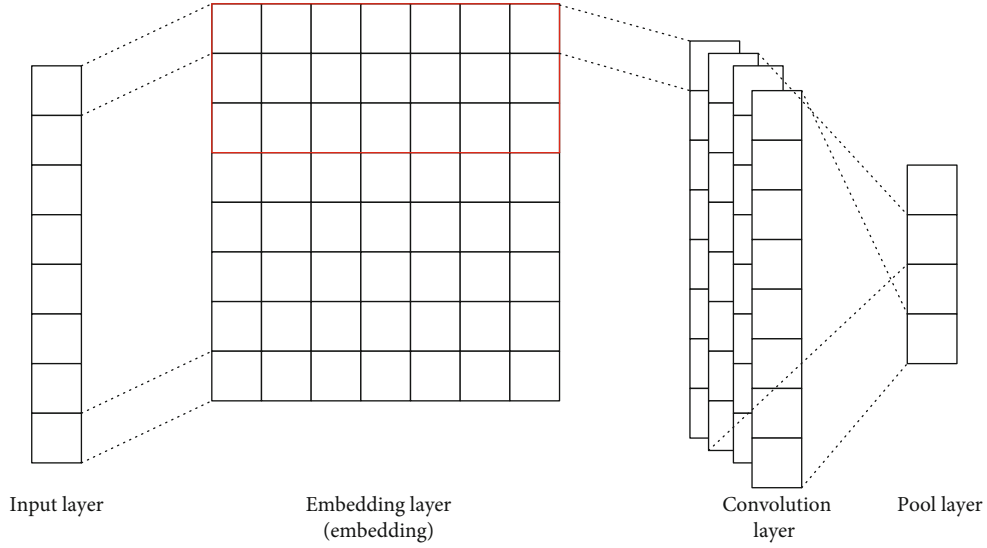 Input layer
Embedding layer
(embedding)
Convolution
layer
Pool layer